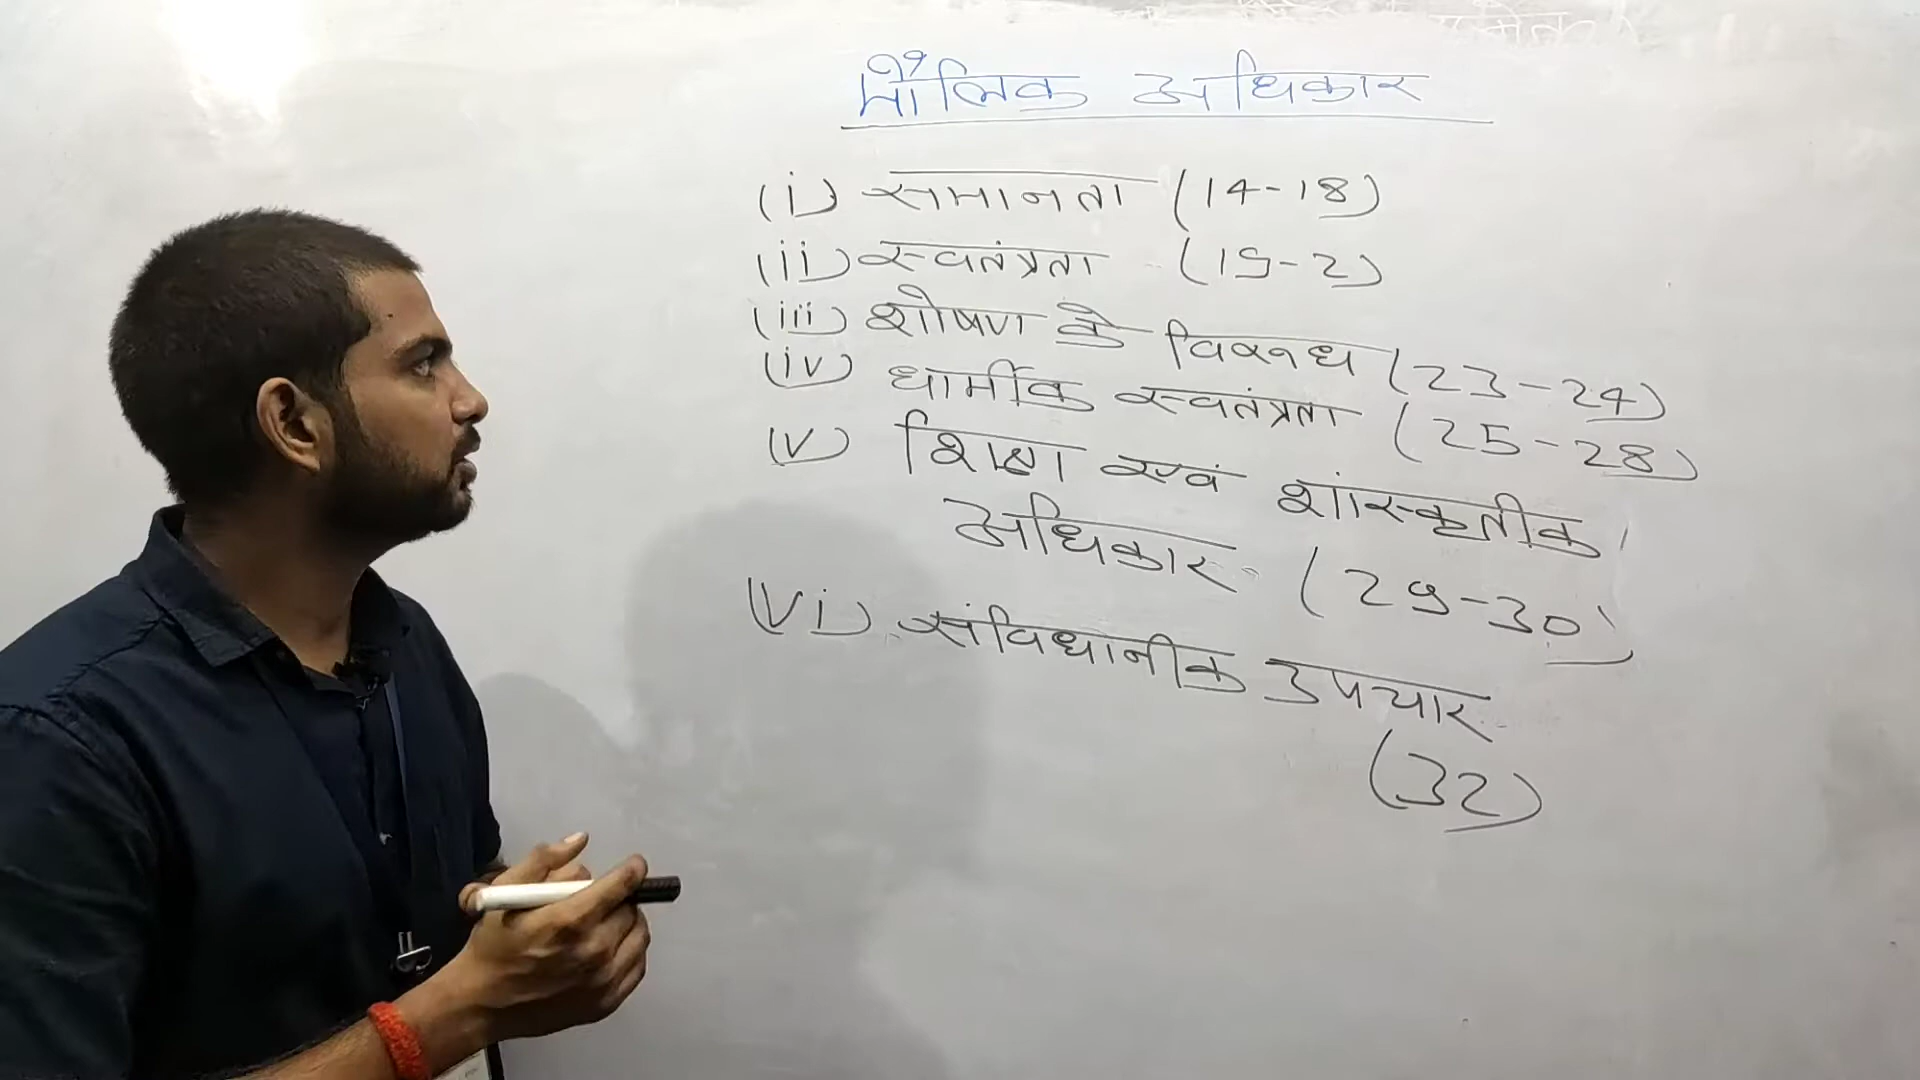 मौलिक अधिकार
(i) समानता (14-18)
(ii) स्वतंत्रता (19-2)
(iii) शोषण के विरुध (23-24)
(iv) धार्मीक स्वतंत्रता (25-28)
(v) शिक्षा एवं शांस्कृतीक
अधिकार (29-30)
(vi) संविधानीक उपचार
(32)